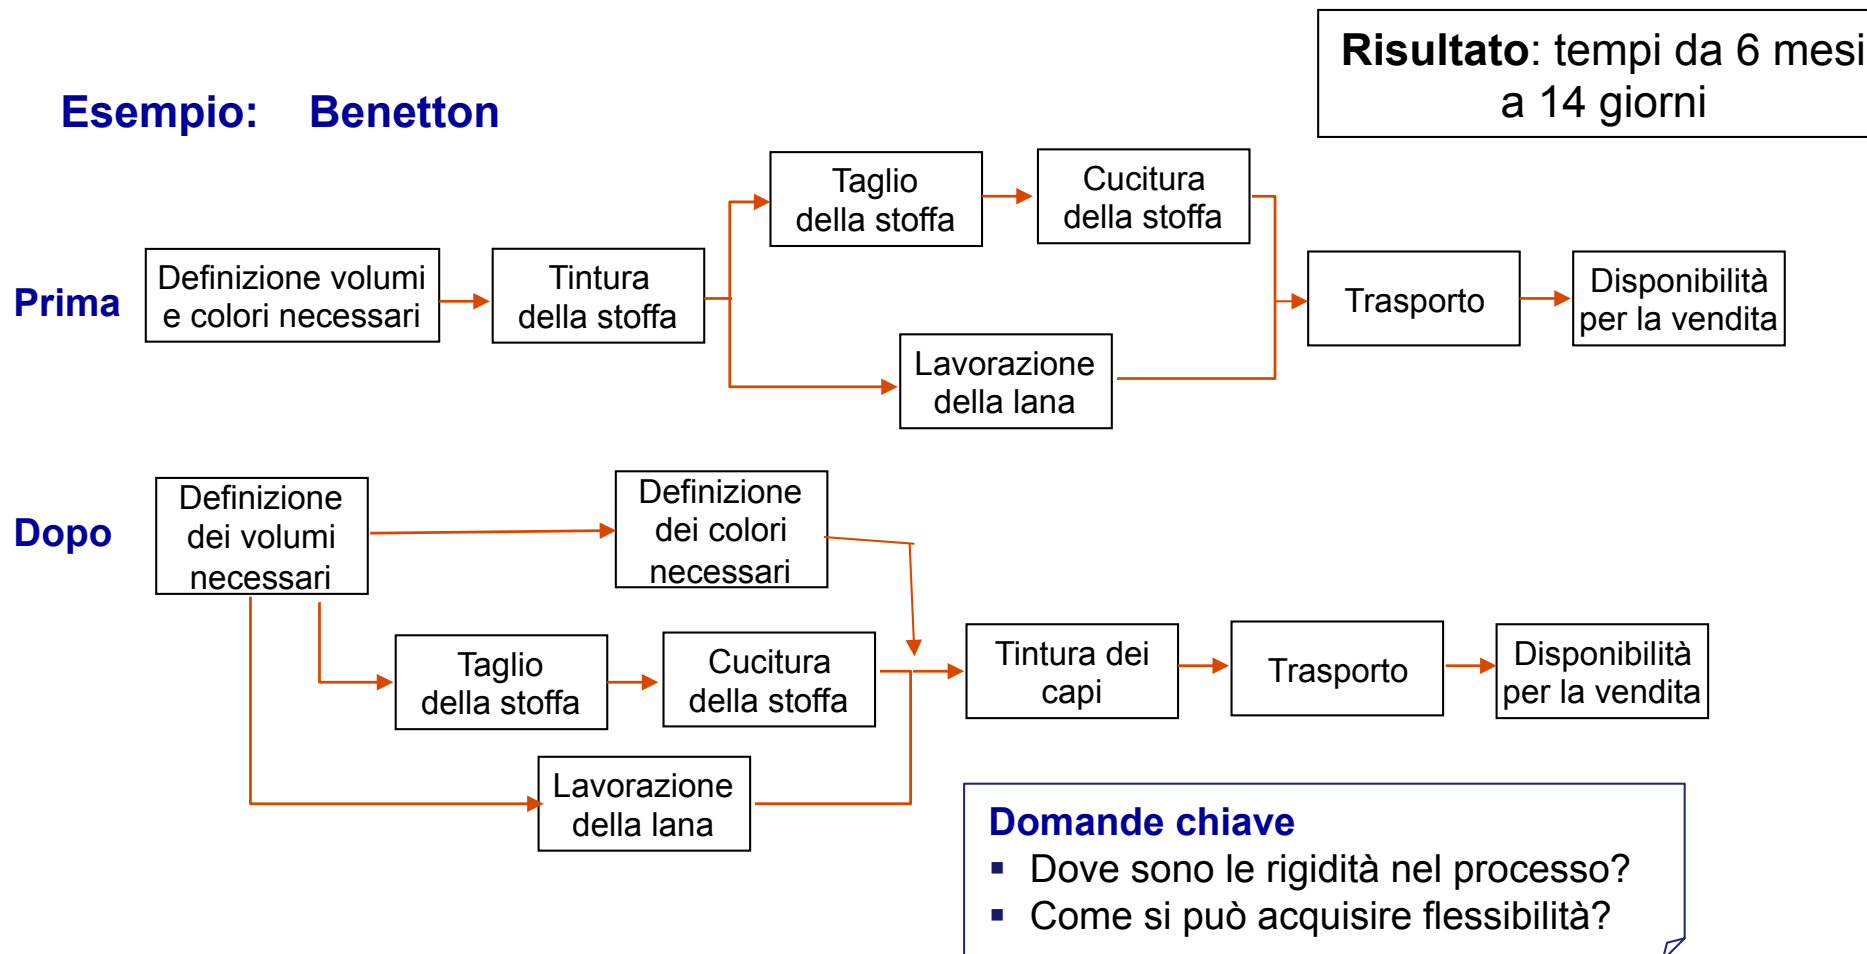 Risultato: tempi da 6 mesi
a 14 giorni
Esempio: Benetton
Prima
Definizione volumi
e colori necessari
Tintura
della stoffa
Taglio
della stoffa
Cucitura
della stoffa
Lavorazione
della lana
Trasporto
Disponibilità
per la vendita
Dopo
Definizione
dei volumi
necessari
Definizione
dei colori
necessari
Taglio
della stoffa
Cucitura
della stoffa
Lavorazione
della lana
Tintura dei
capi
Trasporto
Disponibilità
per la vendita
Domande chiave
▪ Dove sono le rigidità nel processo?
▪ Come si può acquisire flessibilità?